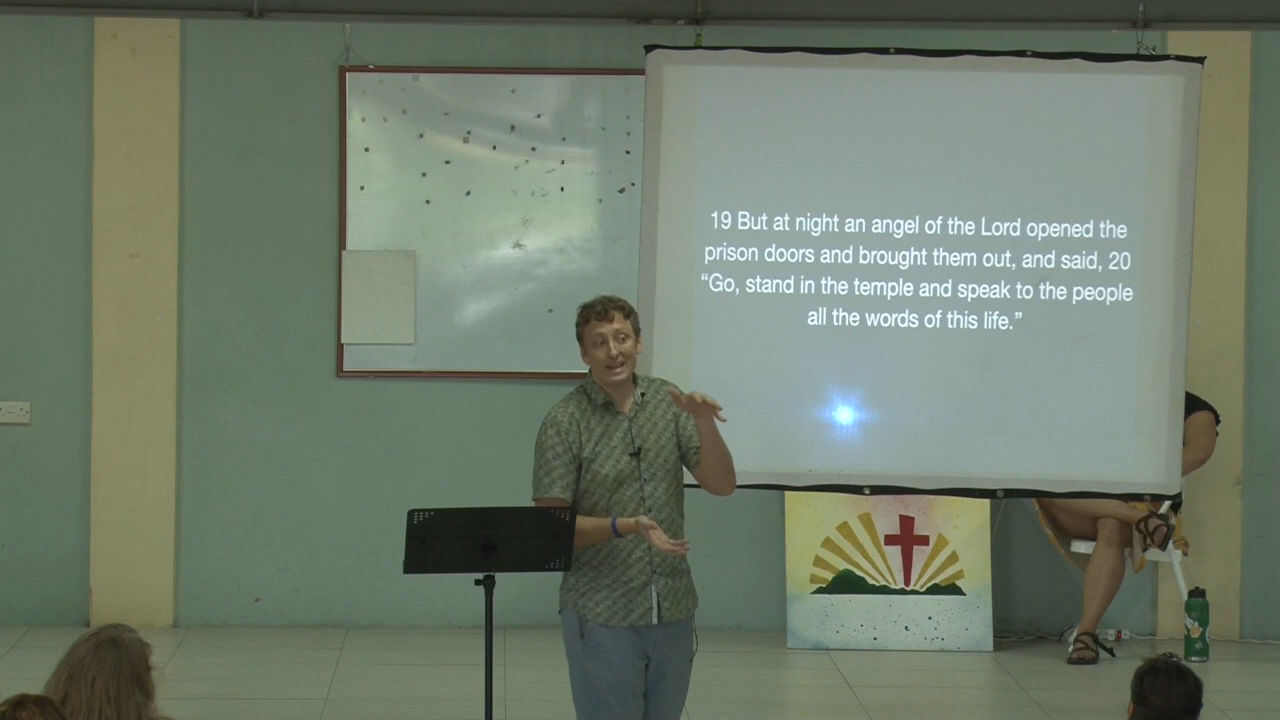 19 But at night an angel of the Lord opened the
prison doors and brought them out, and said, 20
“Go, stand in the temple and speak to the people
all the words of this life.”